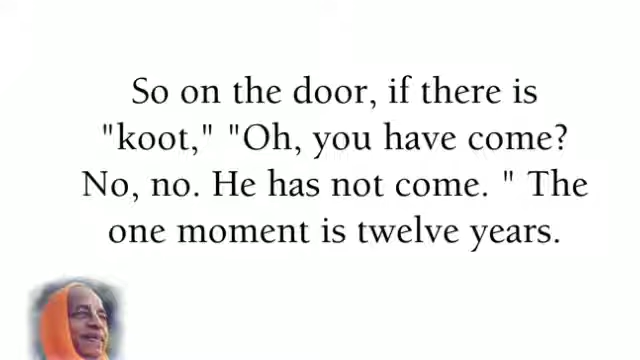 So on the door, if there is
"koot," "Oh, you have come?
No, no. He has not come. " The
one moment is twelve years.